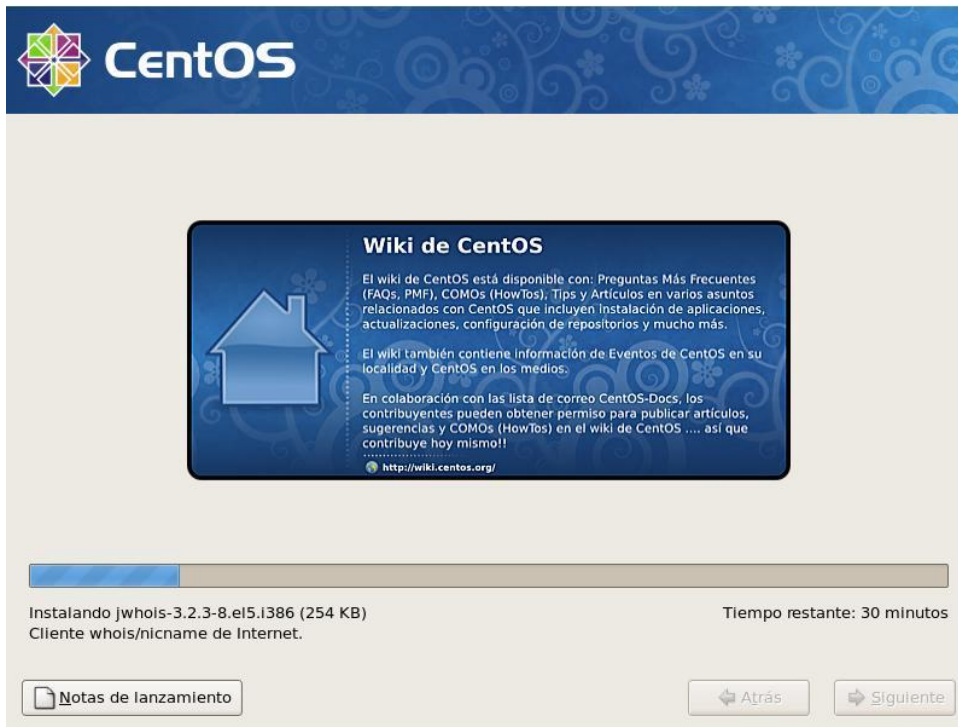 CentOS
Wiki de CentOS
El wiki de CentOS está disponible con: Preguntas Más Frecuentes
(FAQs, PMF), COMOs (HowTos), Tips y Artículos en varios asuntos
relacionados con CentOS que incluyen Instalación de aplicaciones,
actualizaciones, configuración de repositorios y mucho más.
El wiki también contiene información de Eventos de CentOS en su
localidad y CentOS en los medios.
En colaboración con las lista de correo CentOS-Docs, los
contribuyentes pueden obtener permiso para publicar artículos,
sugerencias y COMOs (HowTos) en el wiki de CentOS .... así que
contribuye hoy mismo!!
http://wiki.centos.org/
Instalando jwhois-3.2.3-8.el5.i386 (254 KB)
Tiempo restante: 30 minutos
Cliente whois/nicname de Internet.
Notas de lanzamiento
Atrás
Siguiente